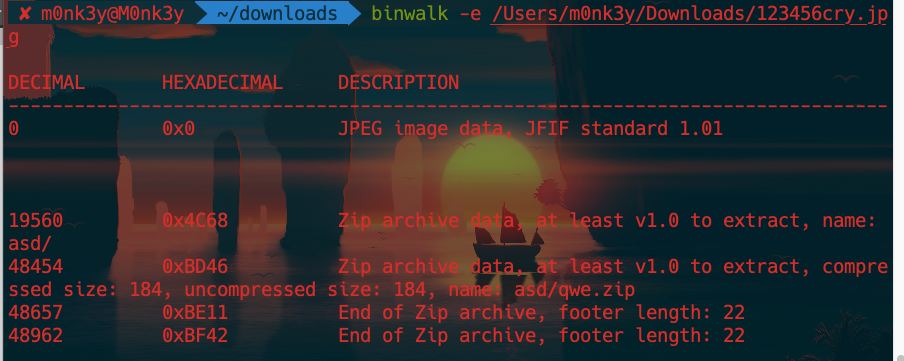 ✘ m0nk3y@M0nk3y ~/downloads binwalk -e /Users/m0nk3y/Downloads/123456cry.jp
g
DECIMAL HEXADECIMAL DESCRIPTION
--------------------------------------------------------------------------------
0 0x0 JPEG image data, JFIF standard 1.01
19560 0x4C68 Zip archive data, at least v1.0 to extract, name:
asd/
48454 0xBD46 Zip archive data, at least v1.0 to extract, compre
ssed size: 184, uncompressed size: 184, name: asd/qwe.zip
48657 0xBE11 End of Zip archive, footer length: 22
48962 0xBF42 End of Zip archive, footer length: 22